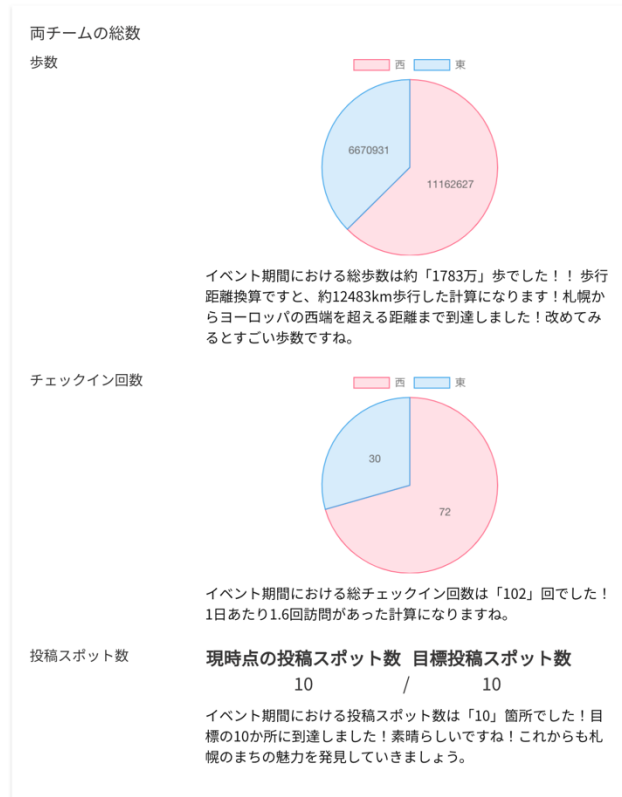 両チームの総数
歩数
西 東
6670931
11162627
イベント期間における総歩数は約「1783万」歩でした！！ 歩行
距離換算ですと、約12483km歩行した計算になります！札幌か
らヨーロッパの西端を超える距離まで到達しました！改めてみ
るとすごい歩数ですね。
チェックイン回数
西 東
30
72
イベント期間における総チェックイン回数は「102」回でした！
1日あたり1.6回訪問があった計算になりますね。
投稿スポット数
現時点の投稿スポット数 目標投稿スポット数
10 / 10
イベント期間における投稿スポット数は「10」箇所でした！目
標の10か所に到達しました！素晴らしいですね！これからも札
幌のまちの魅力を発見していきましょう。